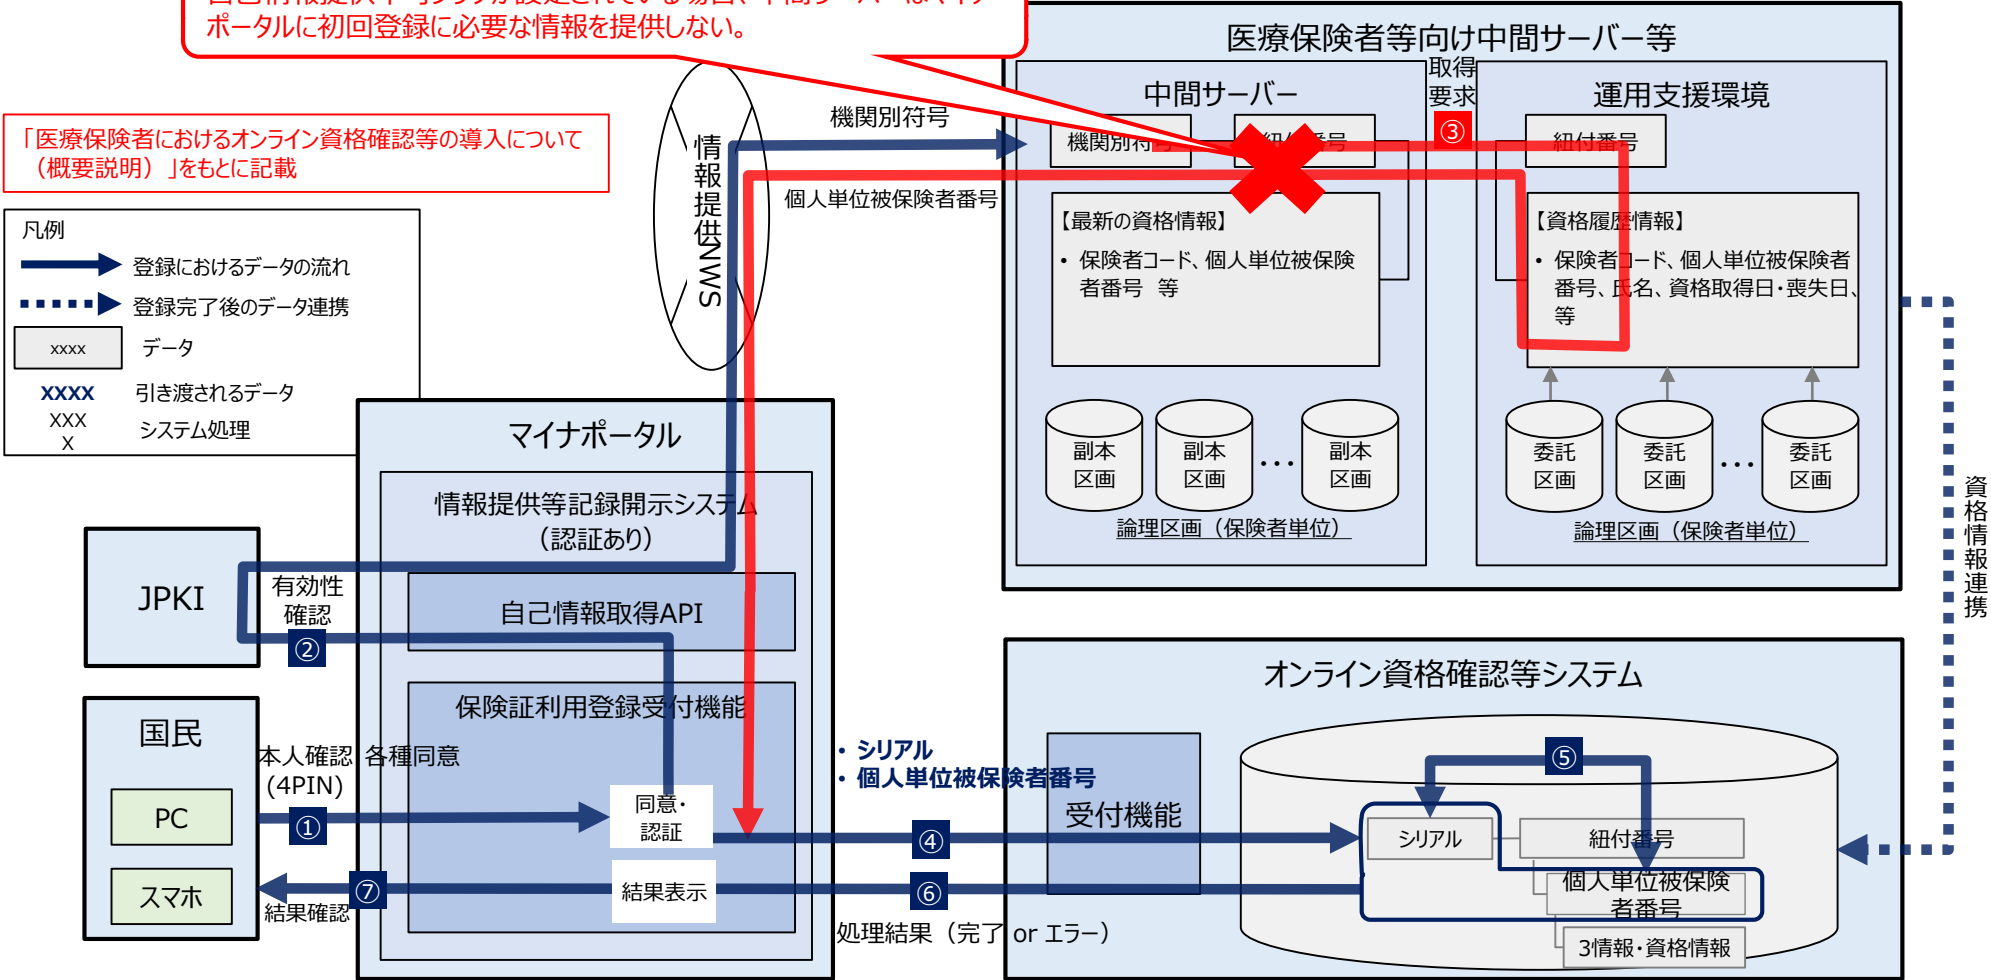 ポータルに初回登録に必要な情報を提供しない。
「医療保険者におけるオンライン資格確認等の導入について
（概要説明）」をもとに記載
凡例
登録におけるデータの流れ
登録完了後のデータ連携
xxxx
データ
XXXX
引き渡されるデータ
XXX
X
システム処理
情報提供NWS
機関別符号
個人単位被保険者番号
医療保険者等向け中間サーバー等
中間サーバー
取得
要求
③
運用支援環境
機関別符号
紐付番号
紐付番号
【最新の資格情報】
• 保険者コード、個人単位被保険
者番号 等
【資格履歴情報】
• 保険者コード、個人単位被保険者
番号、氏名、資格取得日・喪失日、
等
副本
区画
副本
区画
…
副本
区画
論理区画（保険者単位）
委託
区画
委託
区画
…
委託
区画
論理区画（保険者単位）
資格情報連携
マイナポータル
情報提供等記録開示システム
（認証あり）
自己情報取得API
保険証利用登録受付機能
同意・
認証
結果表示
JPKI
有効性
確認
②
国民
PC
スマホ
本人確認 各種同意
(4PIN)
①
⑦
結果確認
• シリアル
• 個人単位被保険者番号
④
⑥
処理結果（完了 or エラー）
オンライン資格確認等システム
受付機能
⑤
シリアル
紐付番号
個人単位被保険
者番号
3情報・資格情報